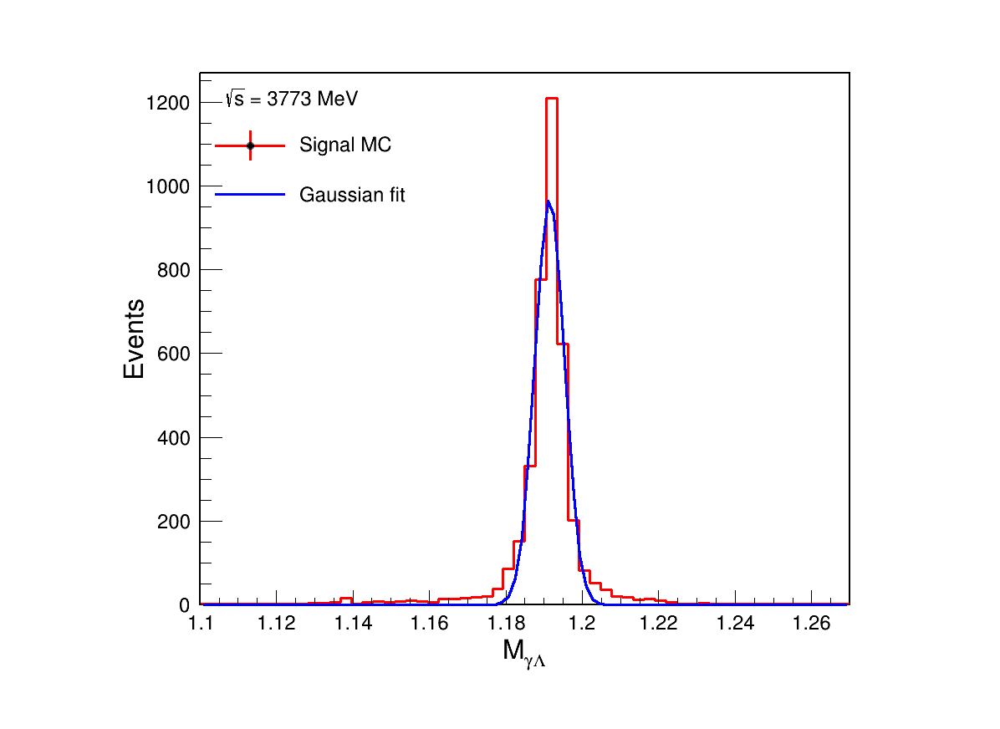 √s = 3773 MeV
Signal MC
Gaussian fit
Events
1200
1000
800
600
400
200
0
1.1 1.12 1.14 1.16 1.18 1.2 1.22 1.24 1.26
M_γΛ